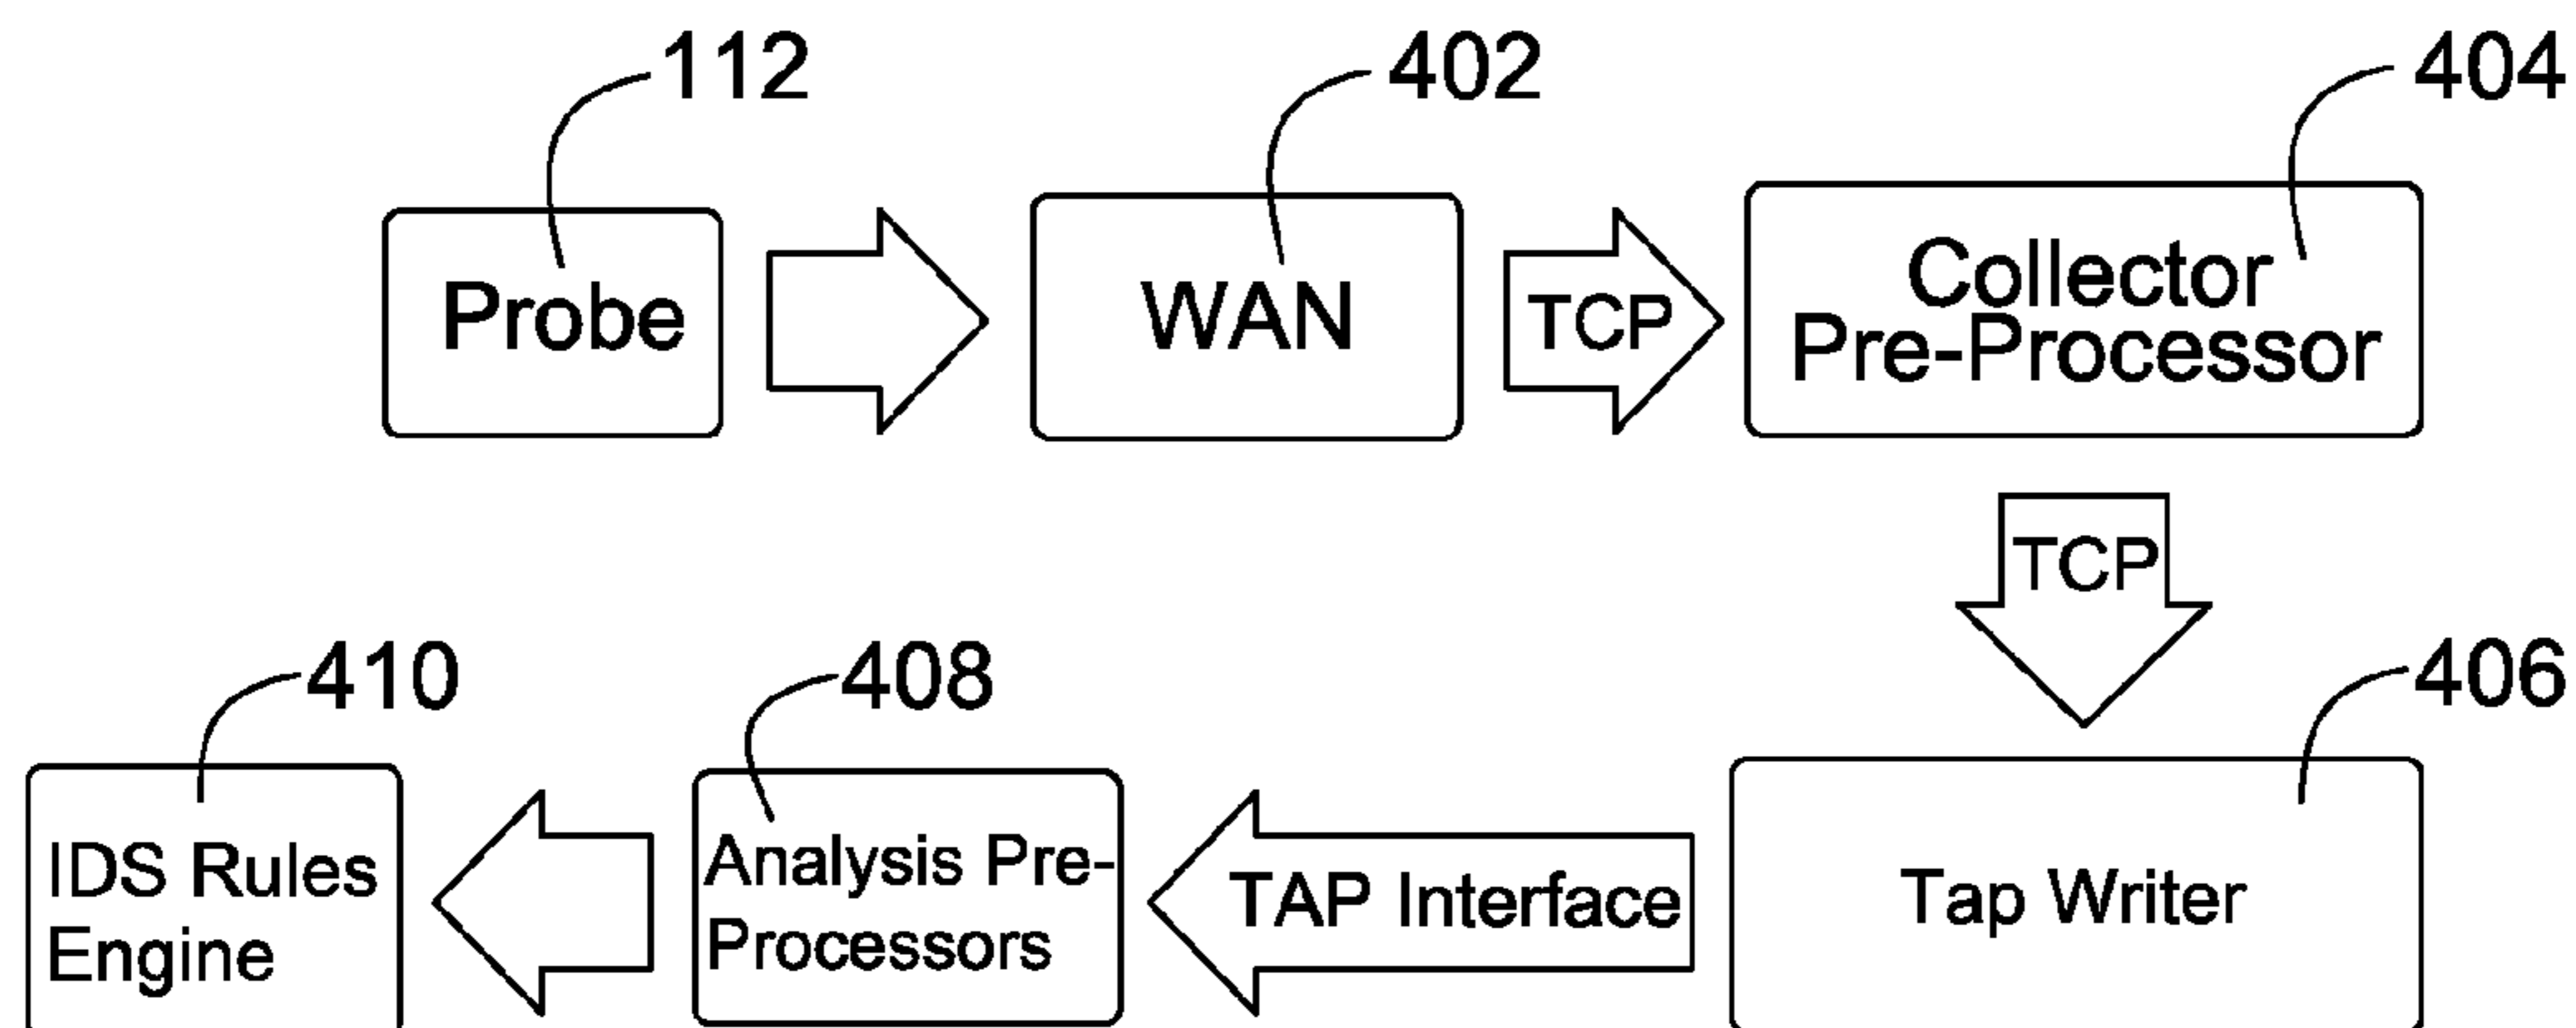 112
402
404
Probe
WAN
TCP
Collector
Pre-Processor
TCP
410
408
406
IDS Rules
Engine
Analysis Pre-
Processors
TAP Interface
Tap Writer